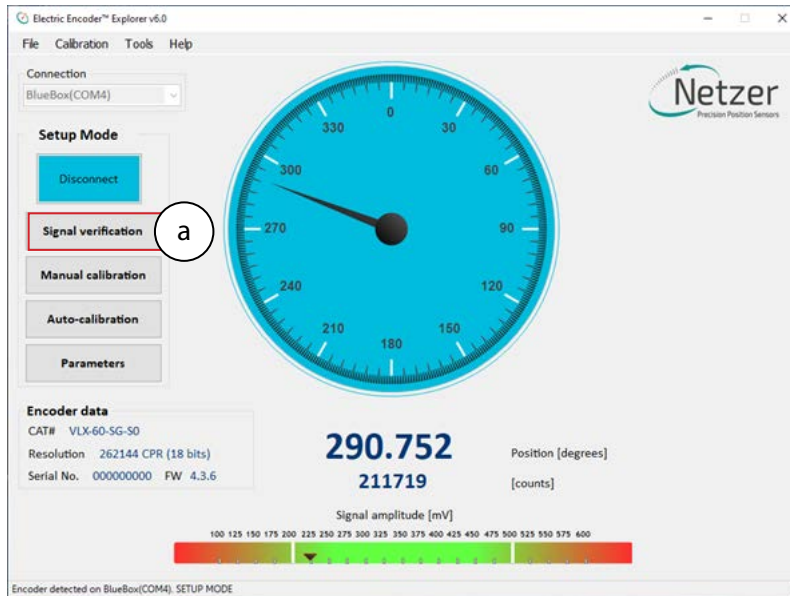 Electric Encoder™ Explorer v6.0
File Calibration Tools Help
Connection
BlueBox(COM4)
Setup Mode
Disconnect
Signal verification
a
Manual calibration
Auto-calibration
Parameters
Encoder data
CAT# VLX-60-SG-S0
Resolution 262144 CPR (18 bits)
Serial No. 000000000 FW 4.3.6
0
30
60
90
120
150
180
210
240
270
300
330
Netzer
Precision Position Sensors
290.752 Position [degrees]
211719 [counts]
Signal amplitude [mV]
100 125 150 175 200 225 250 275 300 325 350 375 400 425 450 475 500 525 550 575 600
Encoder detected on BlueBox(COM4). SETUP MODE